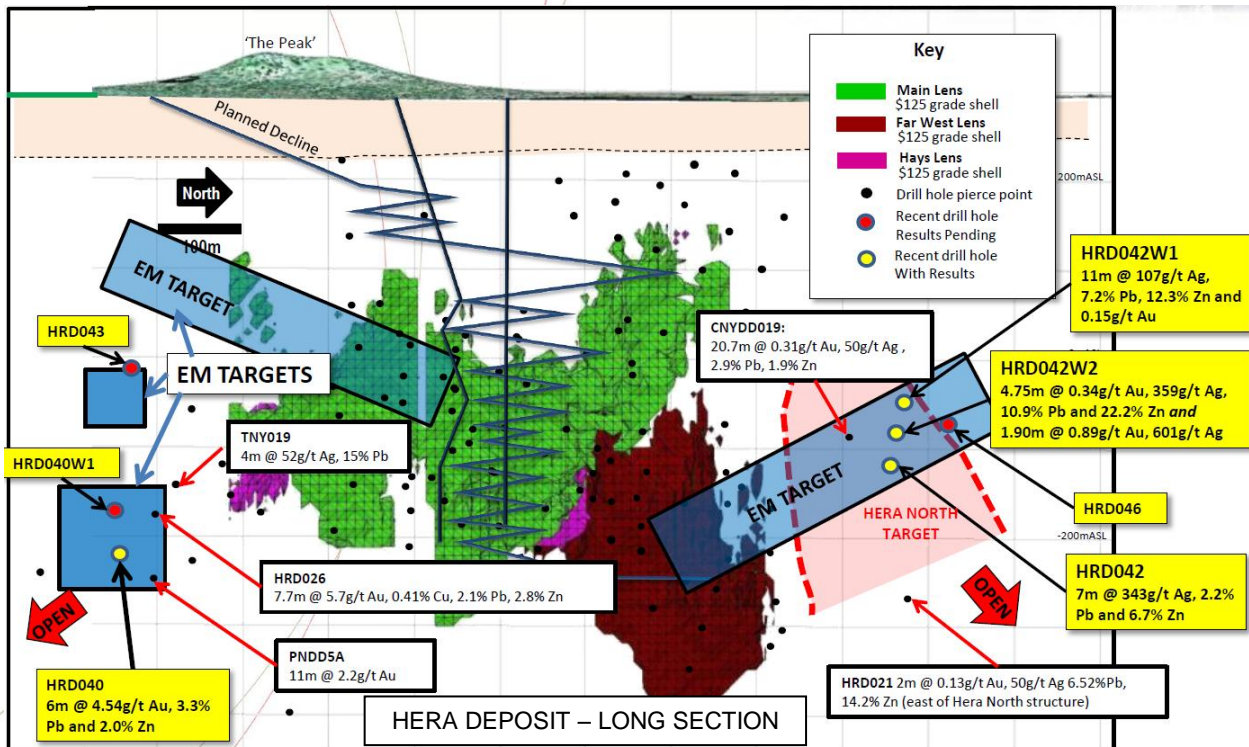 'The Peak'
Planned Decline
Key
Main Lens
$125 grade shell
Far West Lens
$125 grade shell
Hays Lens
$125 grade shell
Drill hole pierce point
Recent drill hole
Results Pending
Recent drill hole
With Results
200mASL
North
100m
EM TARGET
HRD043
EM TARGETS
HRD042W1
11m @ 107g/t Ag,
7.2% Pb, 12.3% Zn and
0.15g/t Au
CNYDD019:
20.7m @ 0.31g/t Au, 50g/t Ag ,
2.9% Pb, 1.9% Zn
HRD042W2
4.75m @ 0.34g/t Au, 359g/t Ag,
10.9% Pb and 22.2% Zn and
1.90m @ 0.89g/t Au, 601g/t Ag
TNY019
4m @ 52g/t Ag, 15% Pb
HRD040W1
EM TARGET
HERA NORTH
TARGET
HRD046
-200mASL
HRD026
7.7m @ 5.7g/t Au, 0.41% Cu, 2.1% Pb, 2.8% Zn
HRD042
7m @ 343g/t Ag, 2.2%
Pb and 6.7% Zn
OPEN
OPEN
PNDD5A
11m @ 2.2g/t Au
HRD040
6m @ 4.54g/t Au, 3.3%
Pb and 2.0% Zn
HRD021 2m @ 0.13g/t Au, 50g/t Ag 6.52%Pb,
14.2% Zn (east of Hera North structure)
HERA DEPOSIT – LONG SECTION